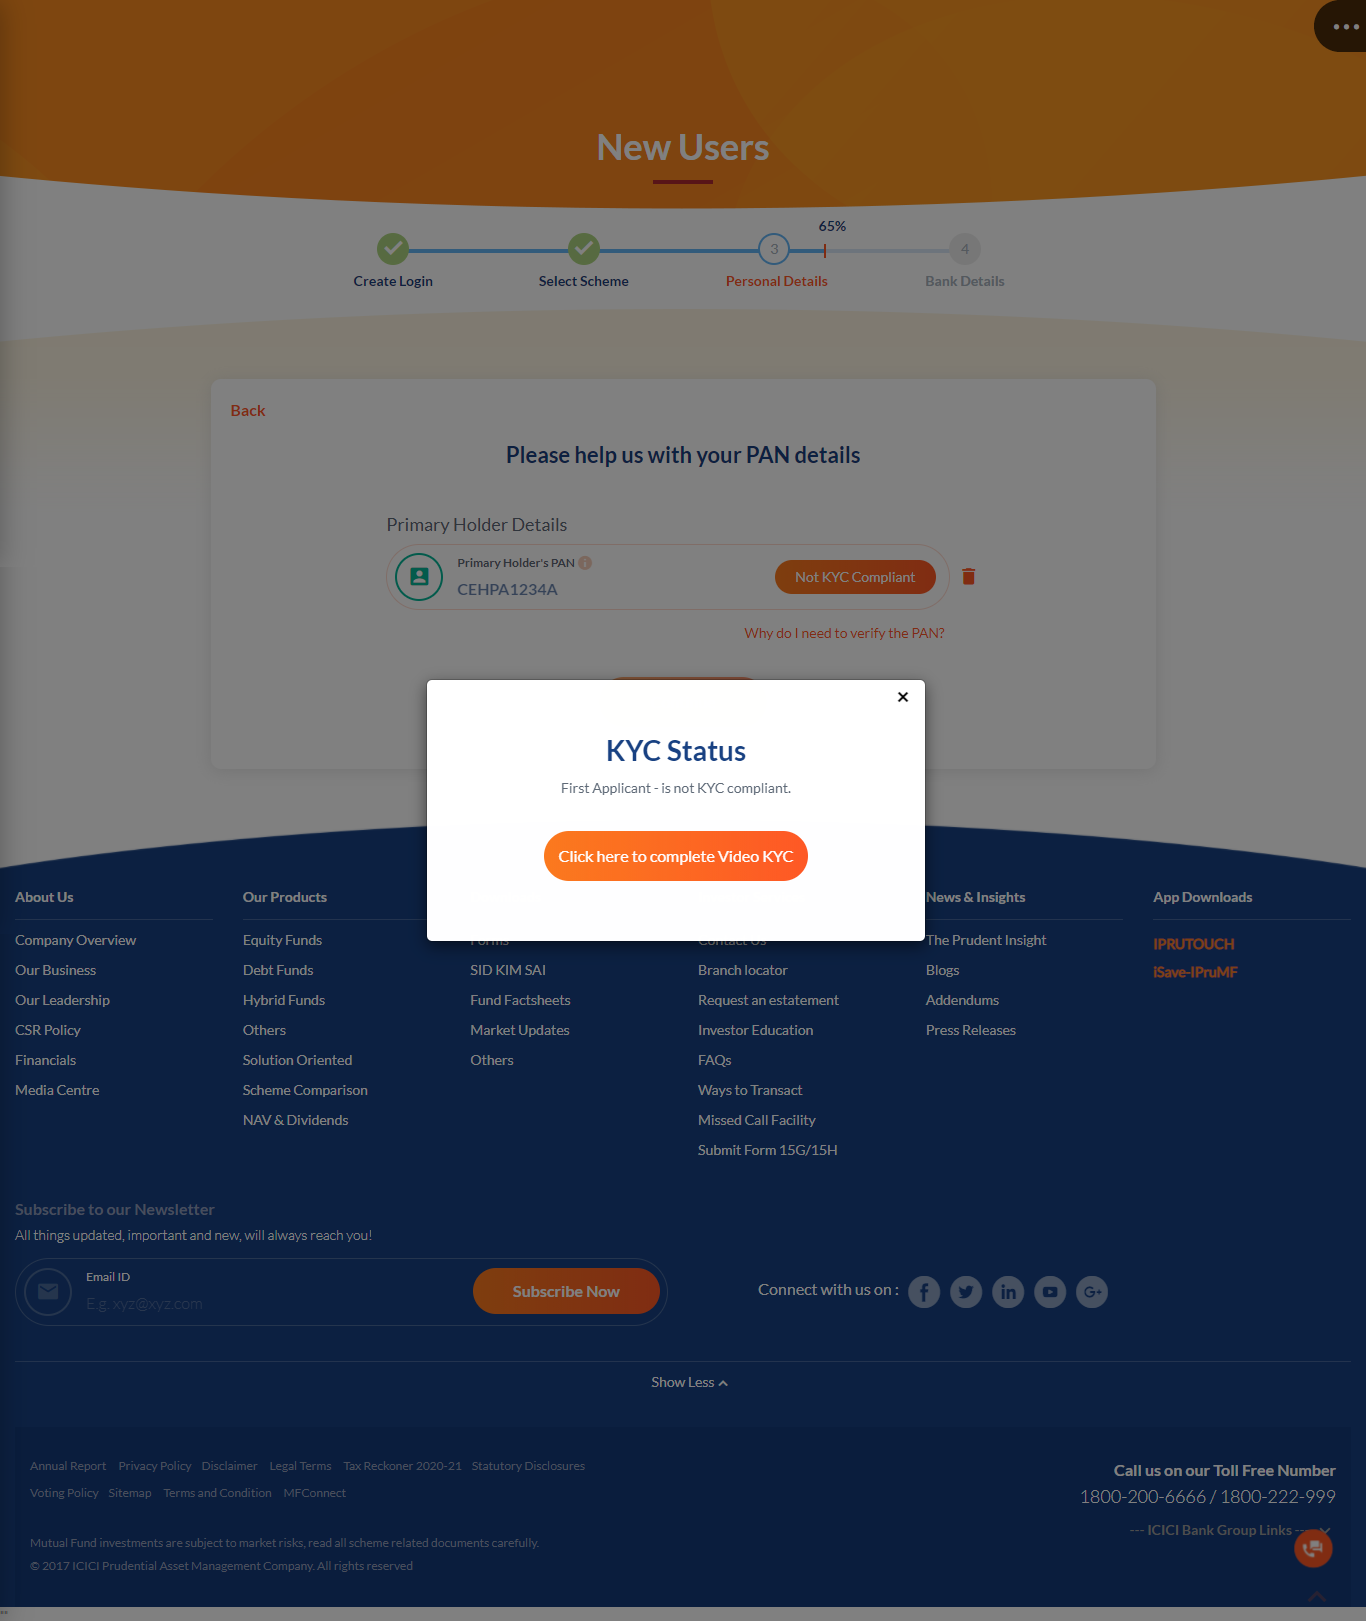 New Users
65%
3
4
Create Login
Select Scheme
Personal Details
Bank Details
Back
Please help us with your PAN details
Primary Holder Details
Primary Holder's PAN
CEHPA1234A
Not KYC Compliant
Why do I need to verify the PAN?
KYC Status
First Applicant - is not KYC compliant.
Click here to complete Video KYC
About Us
Company Overview
Our Business
Our Leadership
CSR Policy
Financials
Media Centre
Our Products
Equity Funds
Debt Funds
Hybrid Funds
Others
Solution Oriented
Scheme Comparison
NAV & Dividends
Forms
SID KIM SAI
Fund Factsheets
Market Updates
Others
Contact Us
Branch locator
Request an estatement
Investor Education
FAQs
Ways to Transact
Missed Call Facility
Submit Form 15G/15H
News & Insights
The Prudent Insight
Blogs
Addendums
Press Releases
App Downloads
IPRUTOUCH
iSave-IPruMF
Subscribe to our Newsletter
All things updated, important and new, will always reach you!
Email ID
E.g. xyz@xyz.com
Subscribe Now
Connect with us on :
Show Less
Annual Report Privacy Policy Disclaimer Legal Terms Tax Reckoner 2020-21 Statutory Disclosures
Voting Policy Sitemap Terms and Condition MFConnect
Mutual Fund investments are subject to market risks, read all scheme related documents carefully.
© 2017 ICICI Prudential Asset Management Company. All rights reserved
Call us on our Toll Free Number
1800-200-6666 / 1800-222-999
--- ICICI Bank Group Links ---